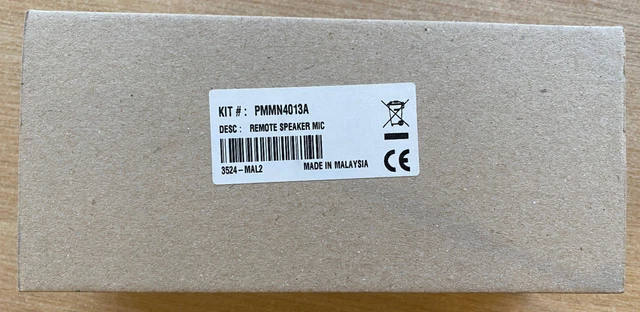 KIT # : PMMN4013A
DESC : REMOTE SPEAKER MIC
3524-MAL2 MADE IN MALAYSIA
CE